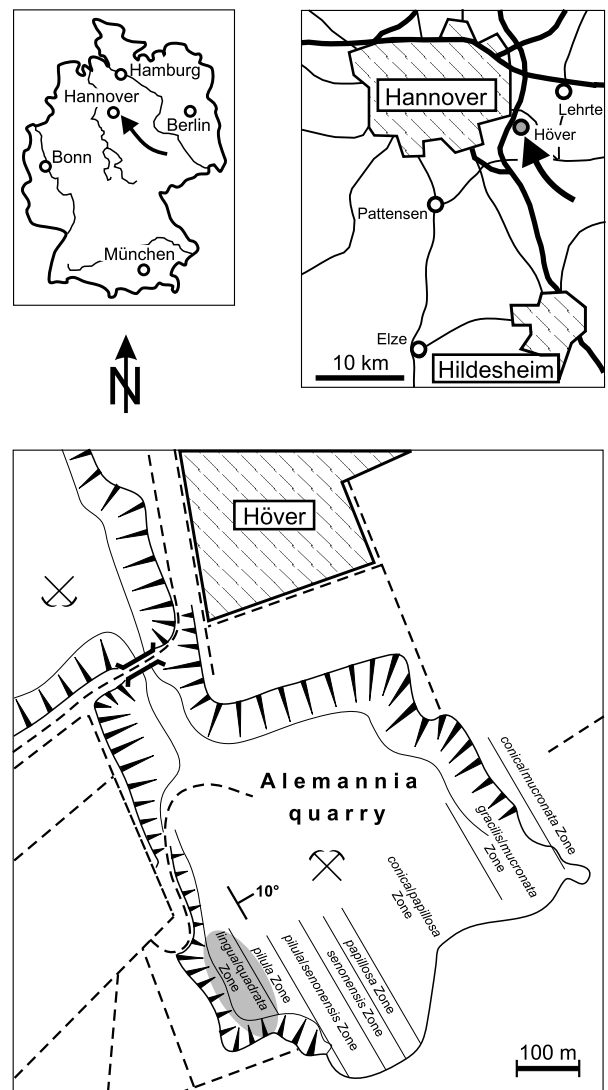 Hamburg
Hannover
Berlin
Bonn
München
Hannover
Lehrte
Höver
Pattensen
Elze
10 km
Hildesheim
N
Höver
Alemannia
quarry
conica/mucronata Zone
gracilis/mucronata
Zone
conica/papillosa
Zone
10°
lingua/quadrata
Zone
pilula Zone
pilula/senonensis Zone
senonensis Zone
papillosa Zone
100 m